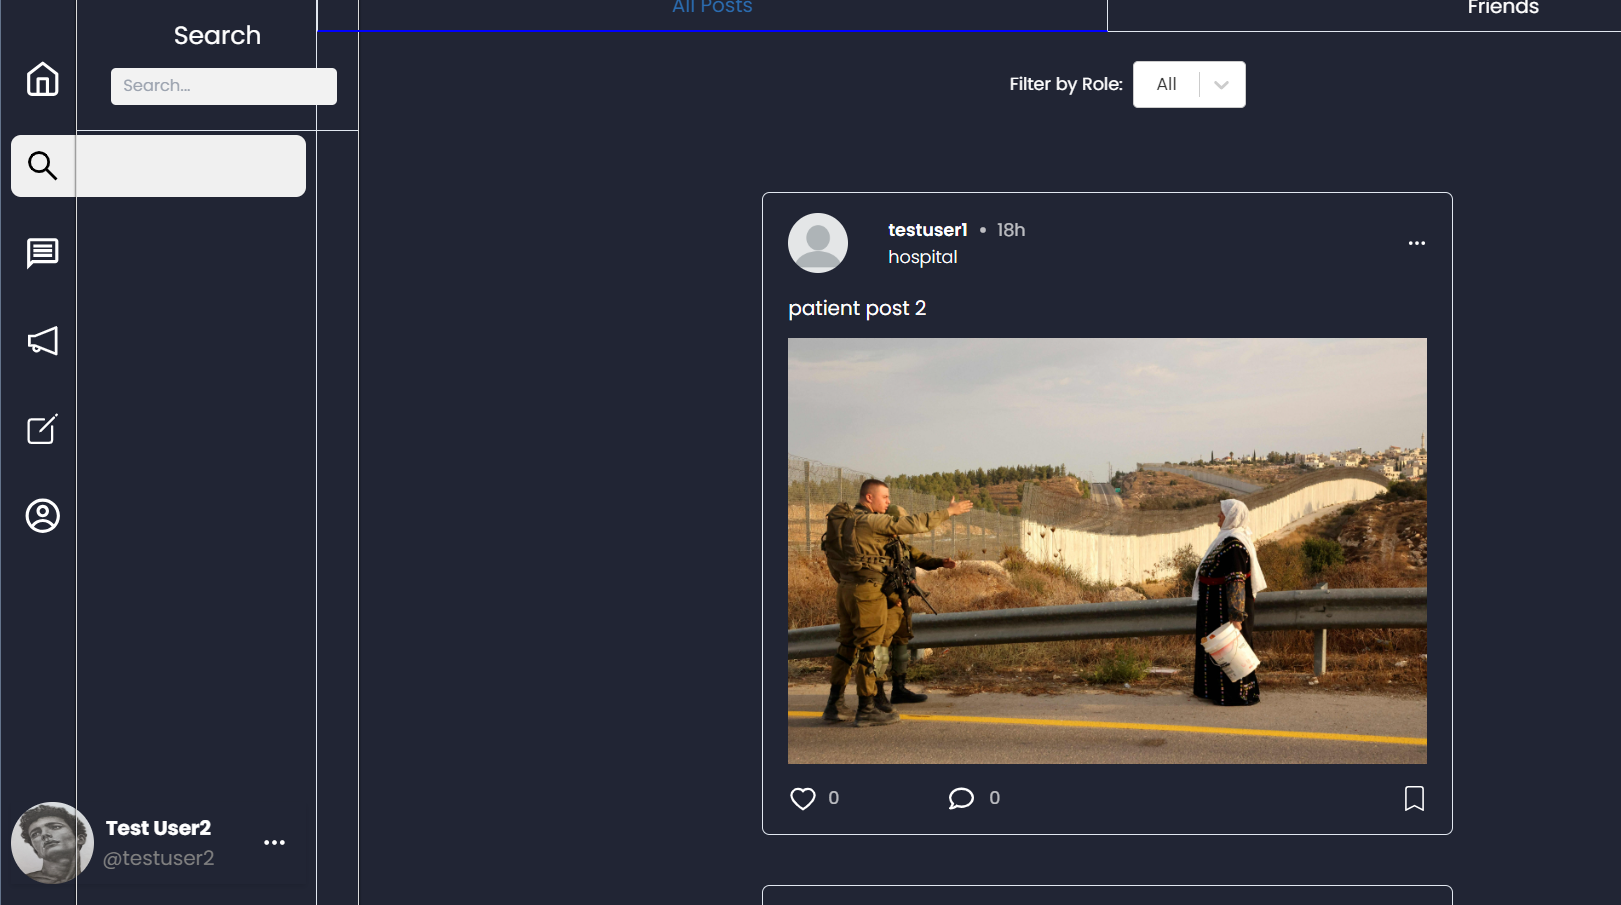 All Posts
Friends
Search
Search...
Filter by Role:
All
testuser1 • 18h
hospital
patient post 2
0
0
Test User2
@testuser2